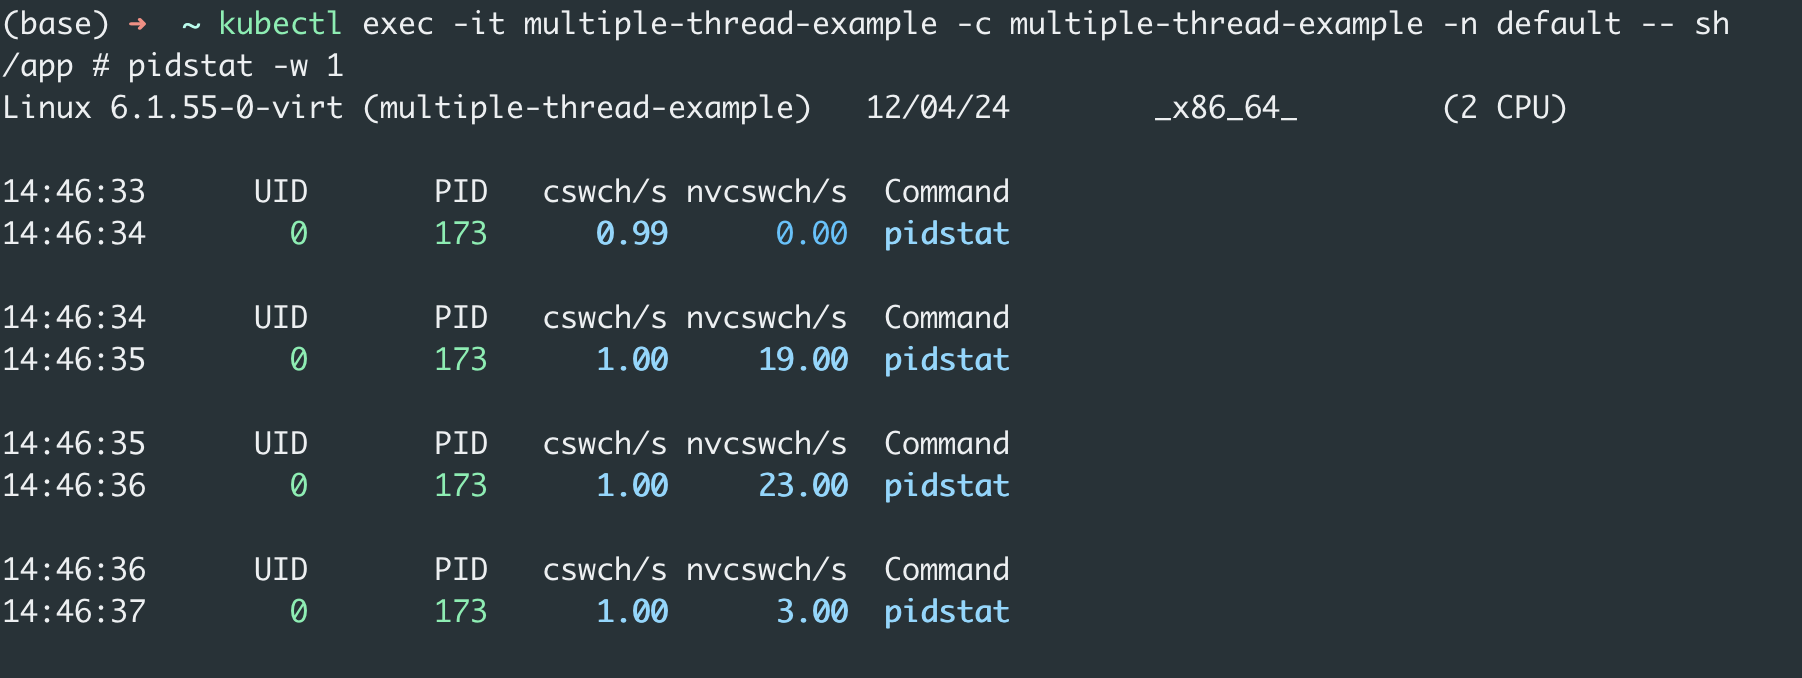 (base) ➜  ~ kubectl exec -it multiple-thread-example -c multiple-thread-example -n default -- sh
/app # pidstat -w 1
Linux 6.1.55-0-virt (multiple-thread-example)   12/04/24        _x86_64_        (2 CPU)
14:46:33      UID       PID   cswch/s nvcswch/s  Command
14:46:34        0       173      0.99      0.00  pidstat
14:46:34      UID       PID   cswch/s nvcswch/s  Command
14:46:35        0       173      1.00     19.00  pidstat
14:46:35      UID       PID   cswch/s nvcswch/s  Command
14:46:36        0       173      1.00     23.00  pidstat
14:46:36      UID       PID   cswch/s nvcswch/s  Command
14:46:37        0       173      1.00      3.00  pidstat